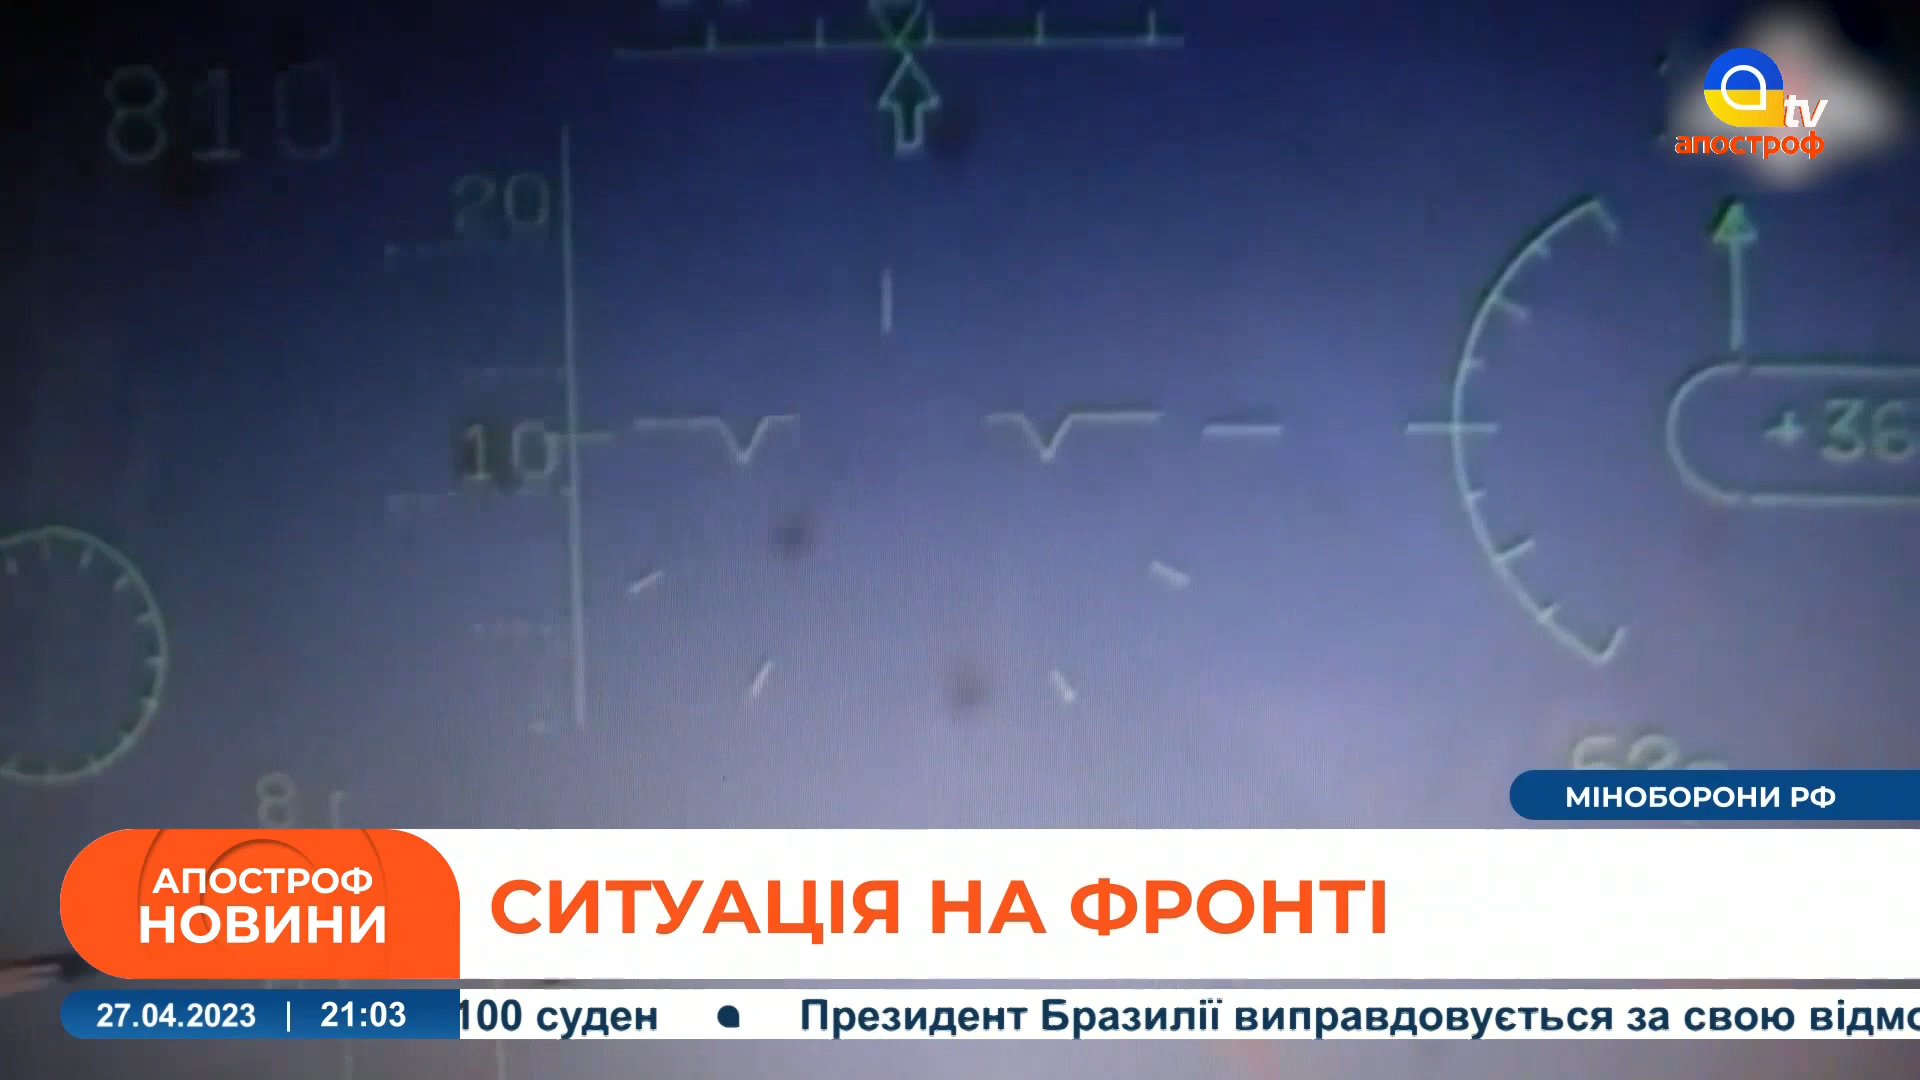 810
20
10
+36
8
tv
апостроф
МІНОБОРОНИ РФ
АПОСТРОФ
НОВИНИ
СИТУАЦІЯ НА ФРОНТІ
27.04.2023 | 21:03
100 суден • Президент Бразилії виправдовується за свою відмо